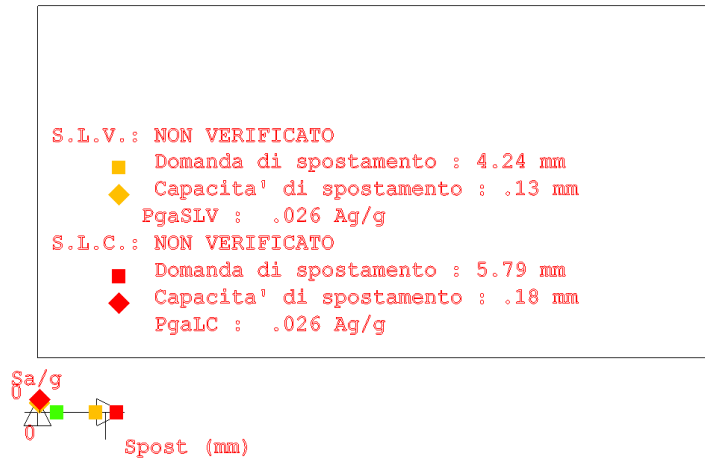 S.L.V.: NON VERIFICATO
Domanda di spostamento : 4.24 mm
Capacita' di spostamento : .13 mm
PgaSLV : .026 Ag/g
S.L.C.: NON VERIFICATO
Domanda di spostamento : 5.79 mm
Capacita' di spostamento : .18 mm
PgaLC : .026 Ag/g
Sa/g
0
0
Spost (mm)